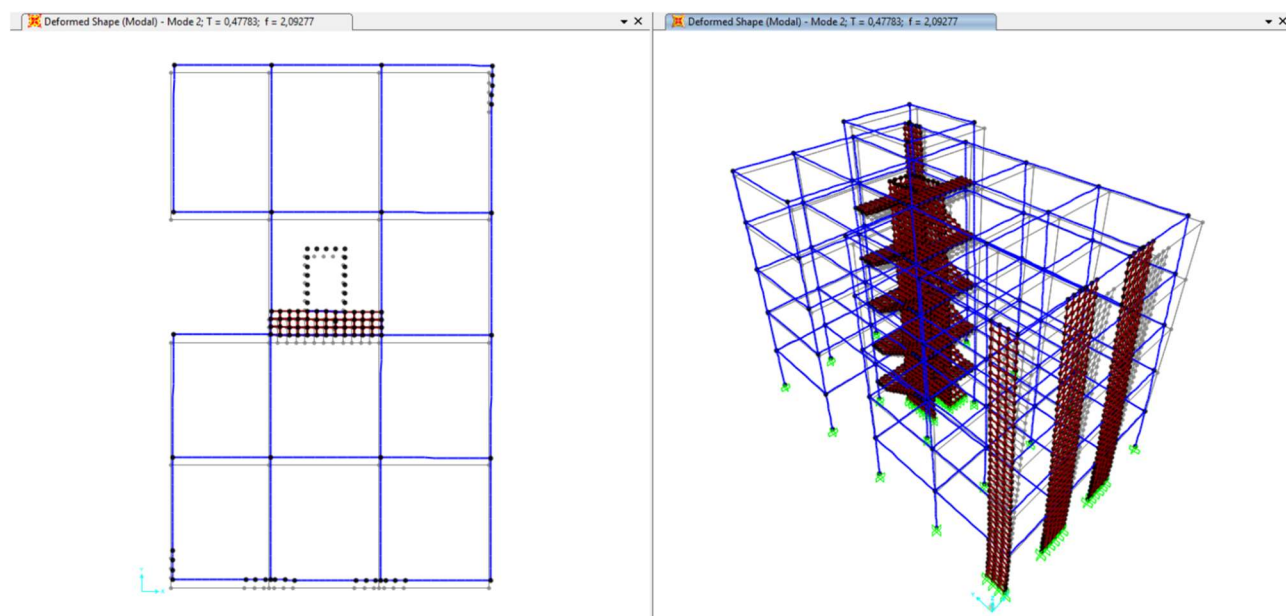 Deformed Shape (Modal) - Mode 2; T = 0,47783; f = 2,09277
Deformed Shape (Modal) - Mode 2; T = 0,47783; f = 2,09277